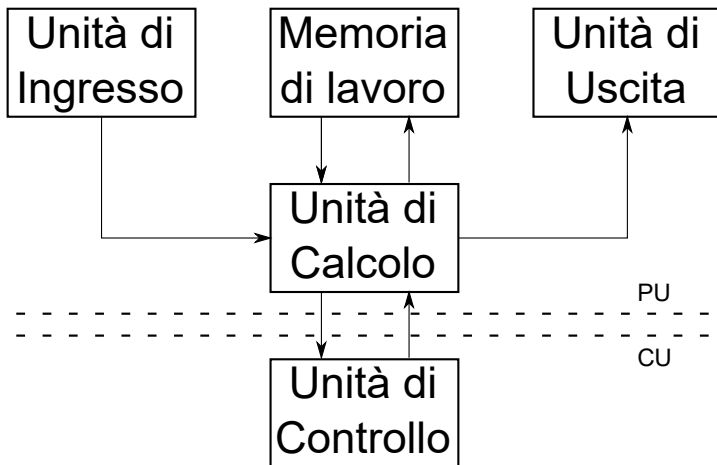 Unità di
Ingresso
Memoria
di lavoro
Unità di
Uscita
Unità di
Calcolo
PU
CU
Unità di
Controllo